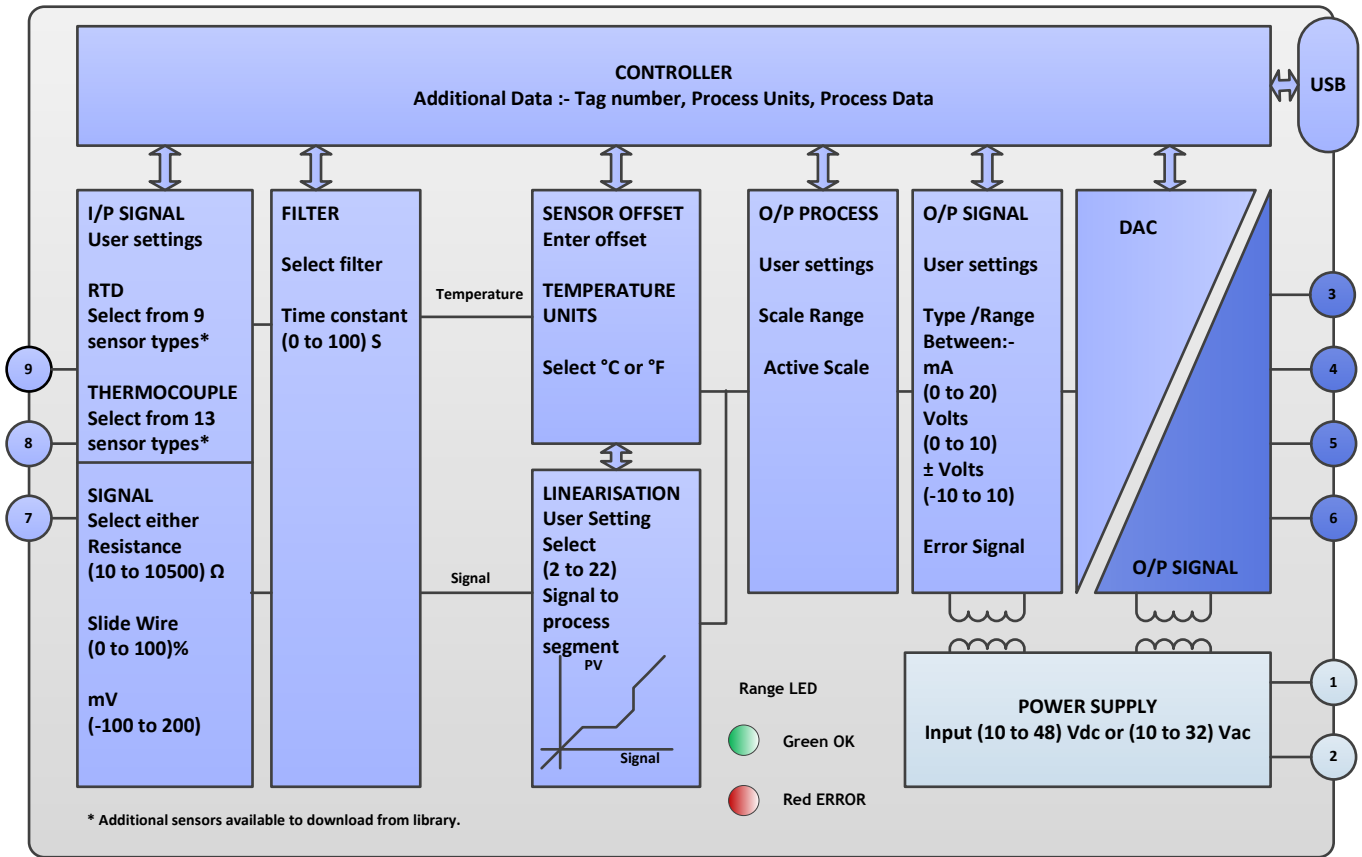 CONTROLLER
Additional Data :- Tag number, Process Units, Process Data
USB
I/P SIGNAL
User settings
RTD
Select from 9
sensor types*
THERMOCOUPLE
Select from 13
sensor types*
SIGNAL
Select either
Resistance
(10 to 10500) Ω
Slide Wire
(0 to 100)%
mV
(-100 to 200)
9
8
7
FILTER
Select filter
Time constant
(0 to 100) S
Temperature
Signal
SENSOR OFFSET
Enter offset
TEMPERATURE
UNITS
Select °C or °F
LINEARISATION
User Setting
Select
(2 to 22)
Signal to
process
segment
PV
Signal
O/P PROCESS
User settings
Scale Range
Active Scale
O/P SIGNAL
User settings
Type /Range
Between:-
mA
(0 to 20)
Volts
(0 to 10)
± Volts
(-10 to 10)
Error Signal
DAC
O/P SIGNAL
3
4
5
6
Range LED
Green OK
Red ERROR
POWER SUPPLY
Input (10 to 48) Vdc or (10 to 32) Vac
1
2
* Additional sensors available to download from library.